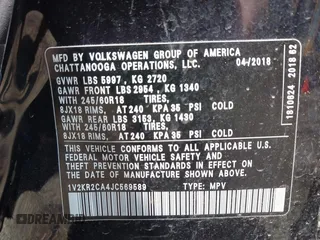 MFD BY VOLKSWAGEN GROUP OF AMERICA
CHATTANOOGA OPERATIONS, LLC. 04/2018
GVWR LBS 5997, KG 2720
GAWR FRONT LBS 2954, KG 1340
WITH 245/60R18 TIRES,
8JX18 RIMS, AT 240 KPA 35 PSI COLD
GAWR REAR LBS 3153, KG 1430
WITH 245/60R18 TIRES,
8JX18 RIMS, AT 240 KPA 35 PSI COLD
THIS VEHICLE CONFORMS TO ALL APPLICABLE U.S.
FEDERAL MOTOR VEHICLE SAFETY, BUMPER, AND
THEFT PREVENTION STANDARDS IN EFFECT ON THE
DATE OF MANUFACTURE SHOWN ABOVE.
1V2KR2CA4JC569589 TYPE: MPV
1810824 2018 82